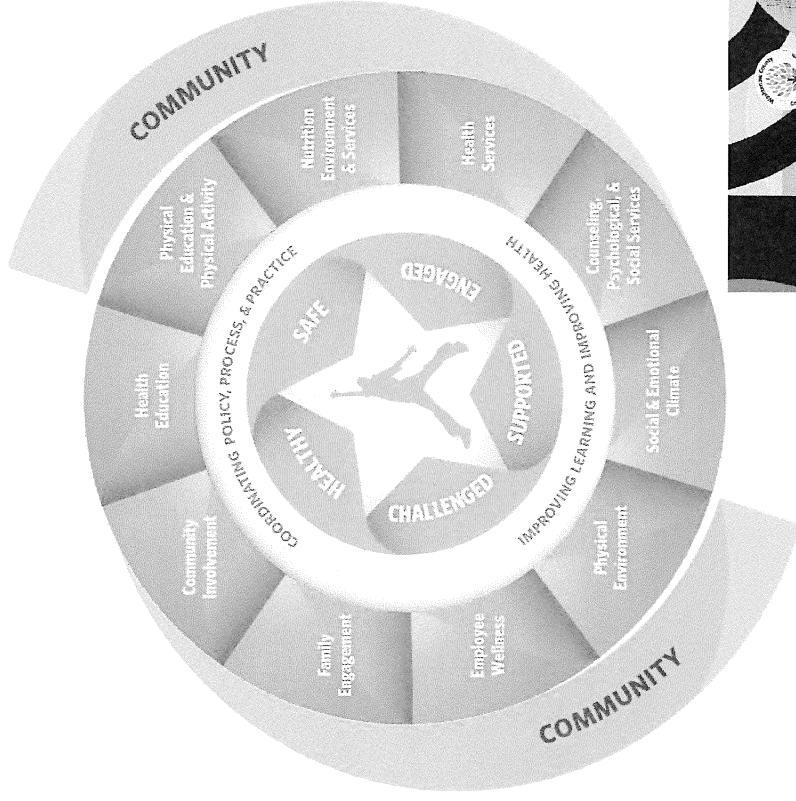 COMMUNITY
Health
Education
Physical
Education &
Physical Activity
Nutrition
Environment
& Services
Health
Services
Counseling,
Psychological, &
Social Services
Social & Emotional
Climate
Physical
Environment
Employee
Wellness
Family
Engagement
Community
Involvement
COORDINATING POLICY, PROCESS, & PRACTICE
IMPROVING LEARNING AND IMPROVING HEALTH
HEALTHY
SAFE
ENGAGED
SUPPORTED
CHALLENGED
COMMUNITY